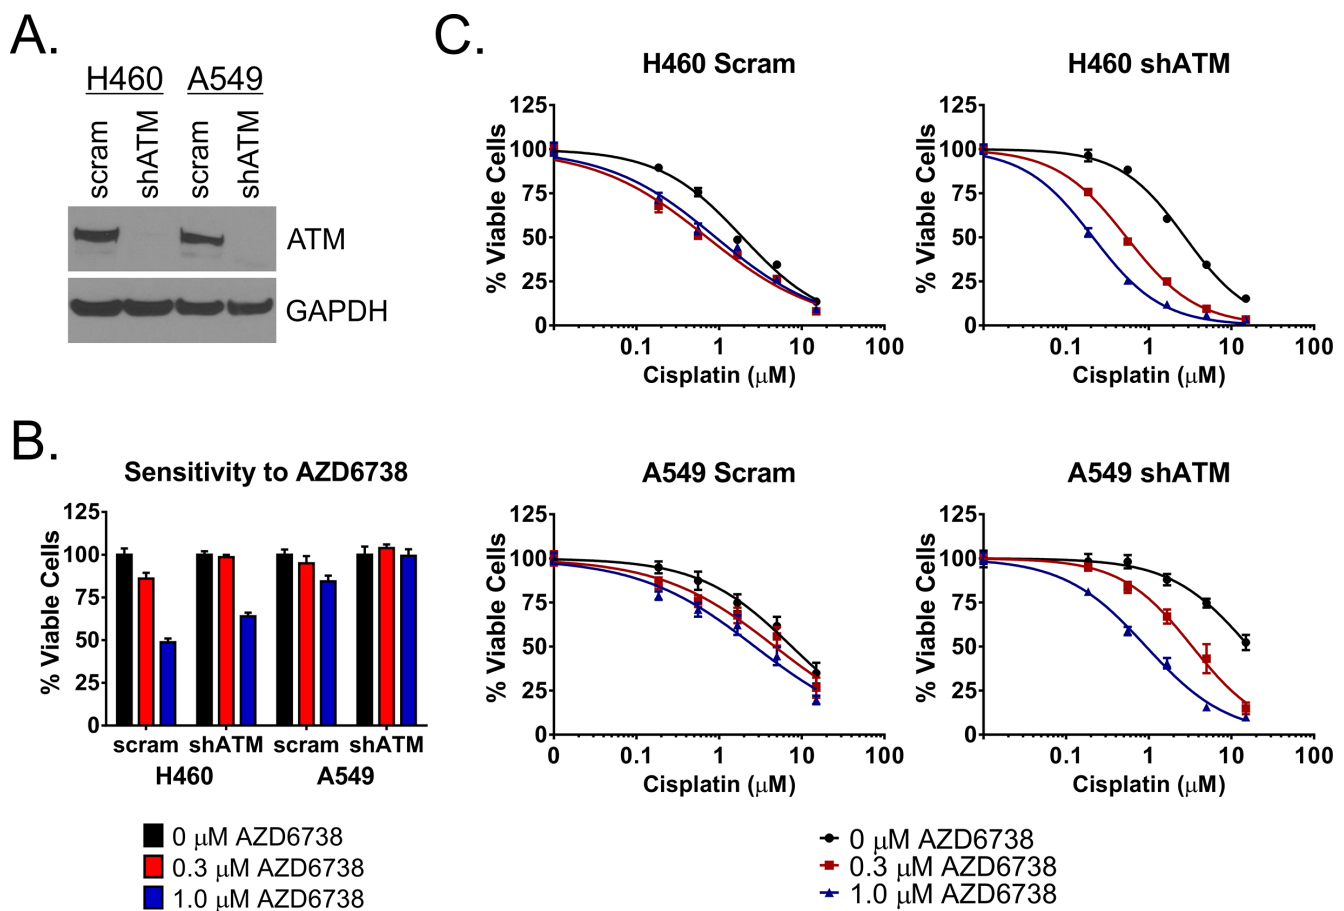 A.
H460 A549
scram shATM scram shATM
ATM
GAPDH
B.
Sensitivity to AZD6738
% Viable Cells
125
100
75
50
25
0
scram shATM scram shATM
H460 A549
0 μM AZD6738
0.3 μM AZD6738
1.0 μM AZD6738
C.
H460 Scram
% Viable Cells
125
100
75
50
25
0
0.1 1 10 100
Cisplatin (μM)
H460 shATM
% Viable Cells
125
100
75
50
25
0
0.1 1 10 100
Cisplatin (μM)
A549 Scram
% Viable Cells
125
100
75
50
25
0
0 0.1 1 10 100
Cisplatin (μM)
A549 shATM
% Viable Cells
125
100
75
50
25
0
0.1 1 10 100
Cisplatin (μM)
0 μM AZD6738
0.3 μM AZD6738
1.0 μM AZD6738